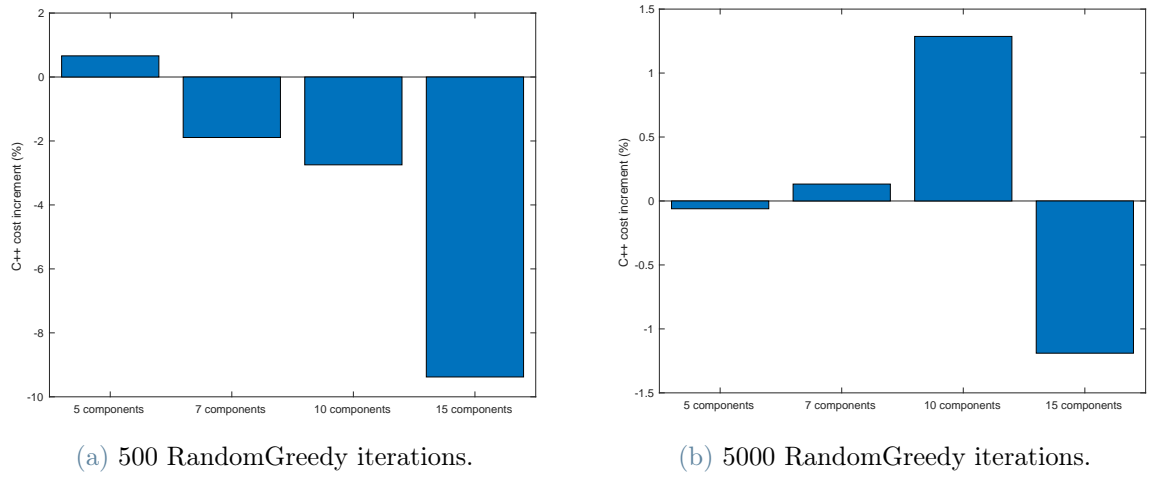 2
0
-2
-4
-6
-8
-10
C++ cost increment (%)
5 components
7 components
10 components
15 components
(a) 500 RandomGreedy iterations.
1.5
1
0.5
0
-0.5
-1
-1.5
C++ cost increment (%)
5 components
7 components
10 components
15 components
(b) 5000 RandomGreedy iterations.